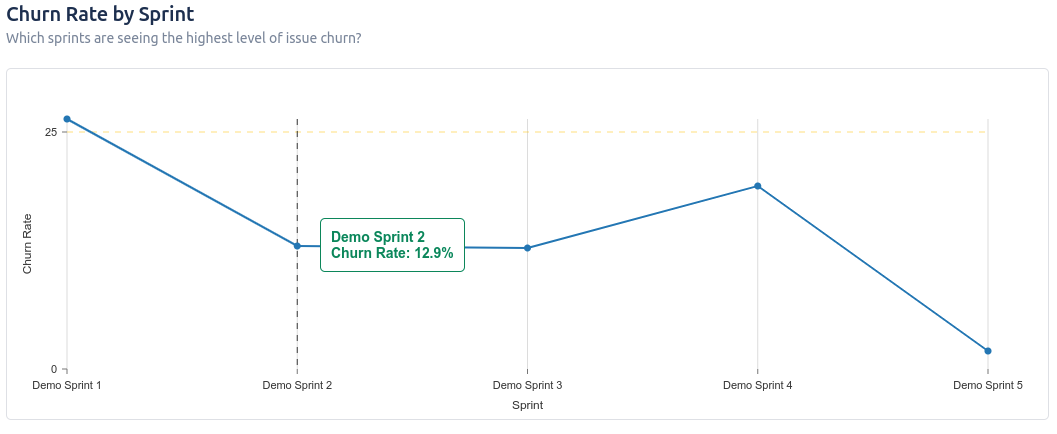 Churn Rate by Sprint
Which sprints are seeing the highest level of issue churn?
25
Churn Rate
Demo Sprint 2
Churn Rate: 12.9%
0
Demo Sprint 1
Demo Sprint 2
Demo Sprint 3
Demo Sprint 4
Demo Sprint 5
Sprint